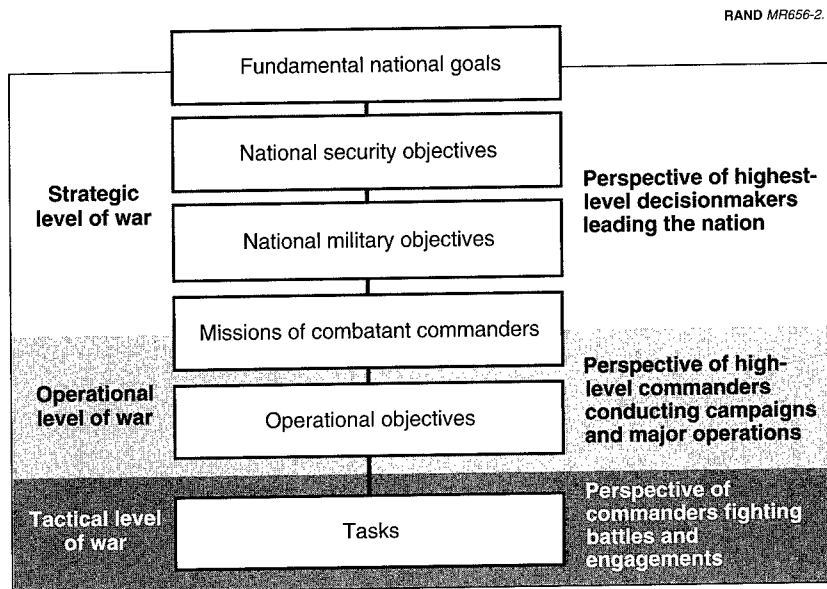 RAND MR656-2.
Fundamental national goals
National security objectives
Strategic
level of war
Perspective of highest-
level decisionmakers
leading the nation
National military objectives
Missions of combatant commanders
Operational
level of war
Perspective of high-
level commanders
conducting campaigns
and major operations
Operational objectives
Tactical level
of war
Tasks
Perspective of
commanders fighting
battles and
engagements